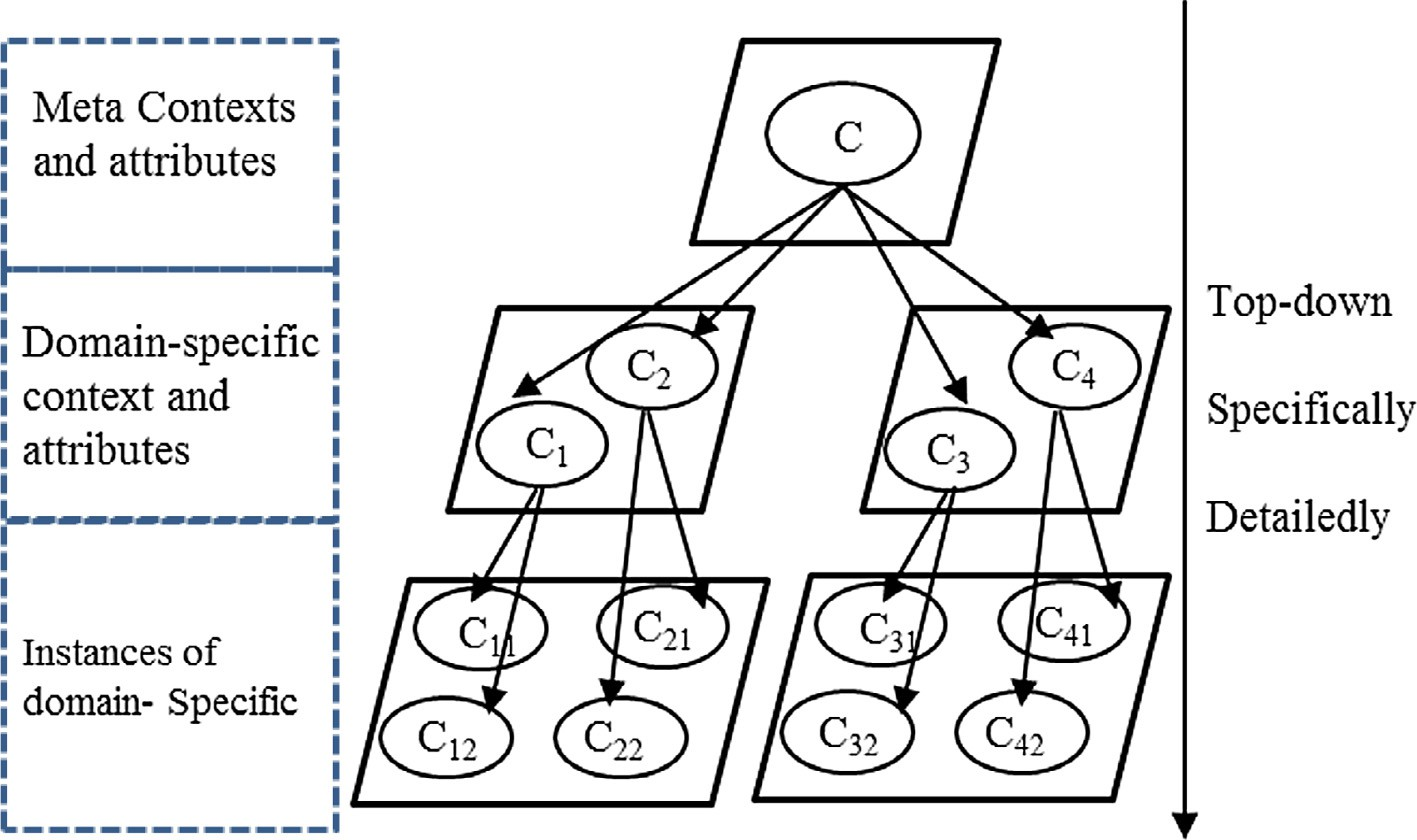 Meta Contexts
and attributes
C
Domain-specific
context and
attributes
C2
C4
C1
C3
Top-down
Specifically
Detailedly
Instances of
domain- Specific
C11
C21
C31
C41
C12
C22
C32
C42